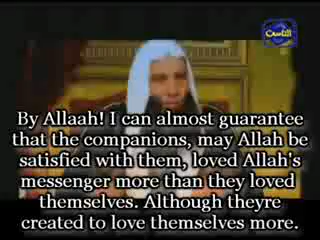 الناس
By Allaah! I can almost guarantee
that the companions, may Allah be
satisfied with them, loved Allah's
messenger more than they loved
themselves. Although theyre
created to love themselves more.